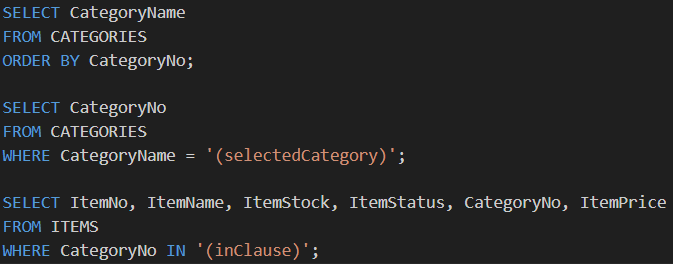 SELECT CategoryName
FROM CATEGORIES
ORDER BY CategoryNo;
SELECT CategoryNo
FROM CATEGORIES
WHERE CategoryName = '(selectedCategory)';
SELECT ItemNo, ItemName, ItemStock, ItemStatus, CategoryNo, ItemPrice
FROM ITEMS
WHERE CategoryNo IN '(inClause)';